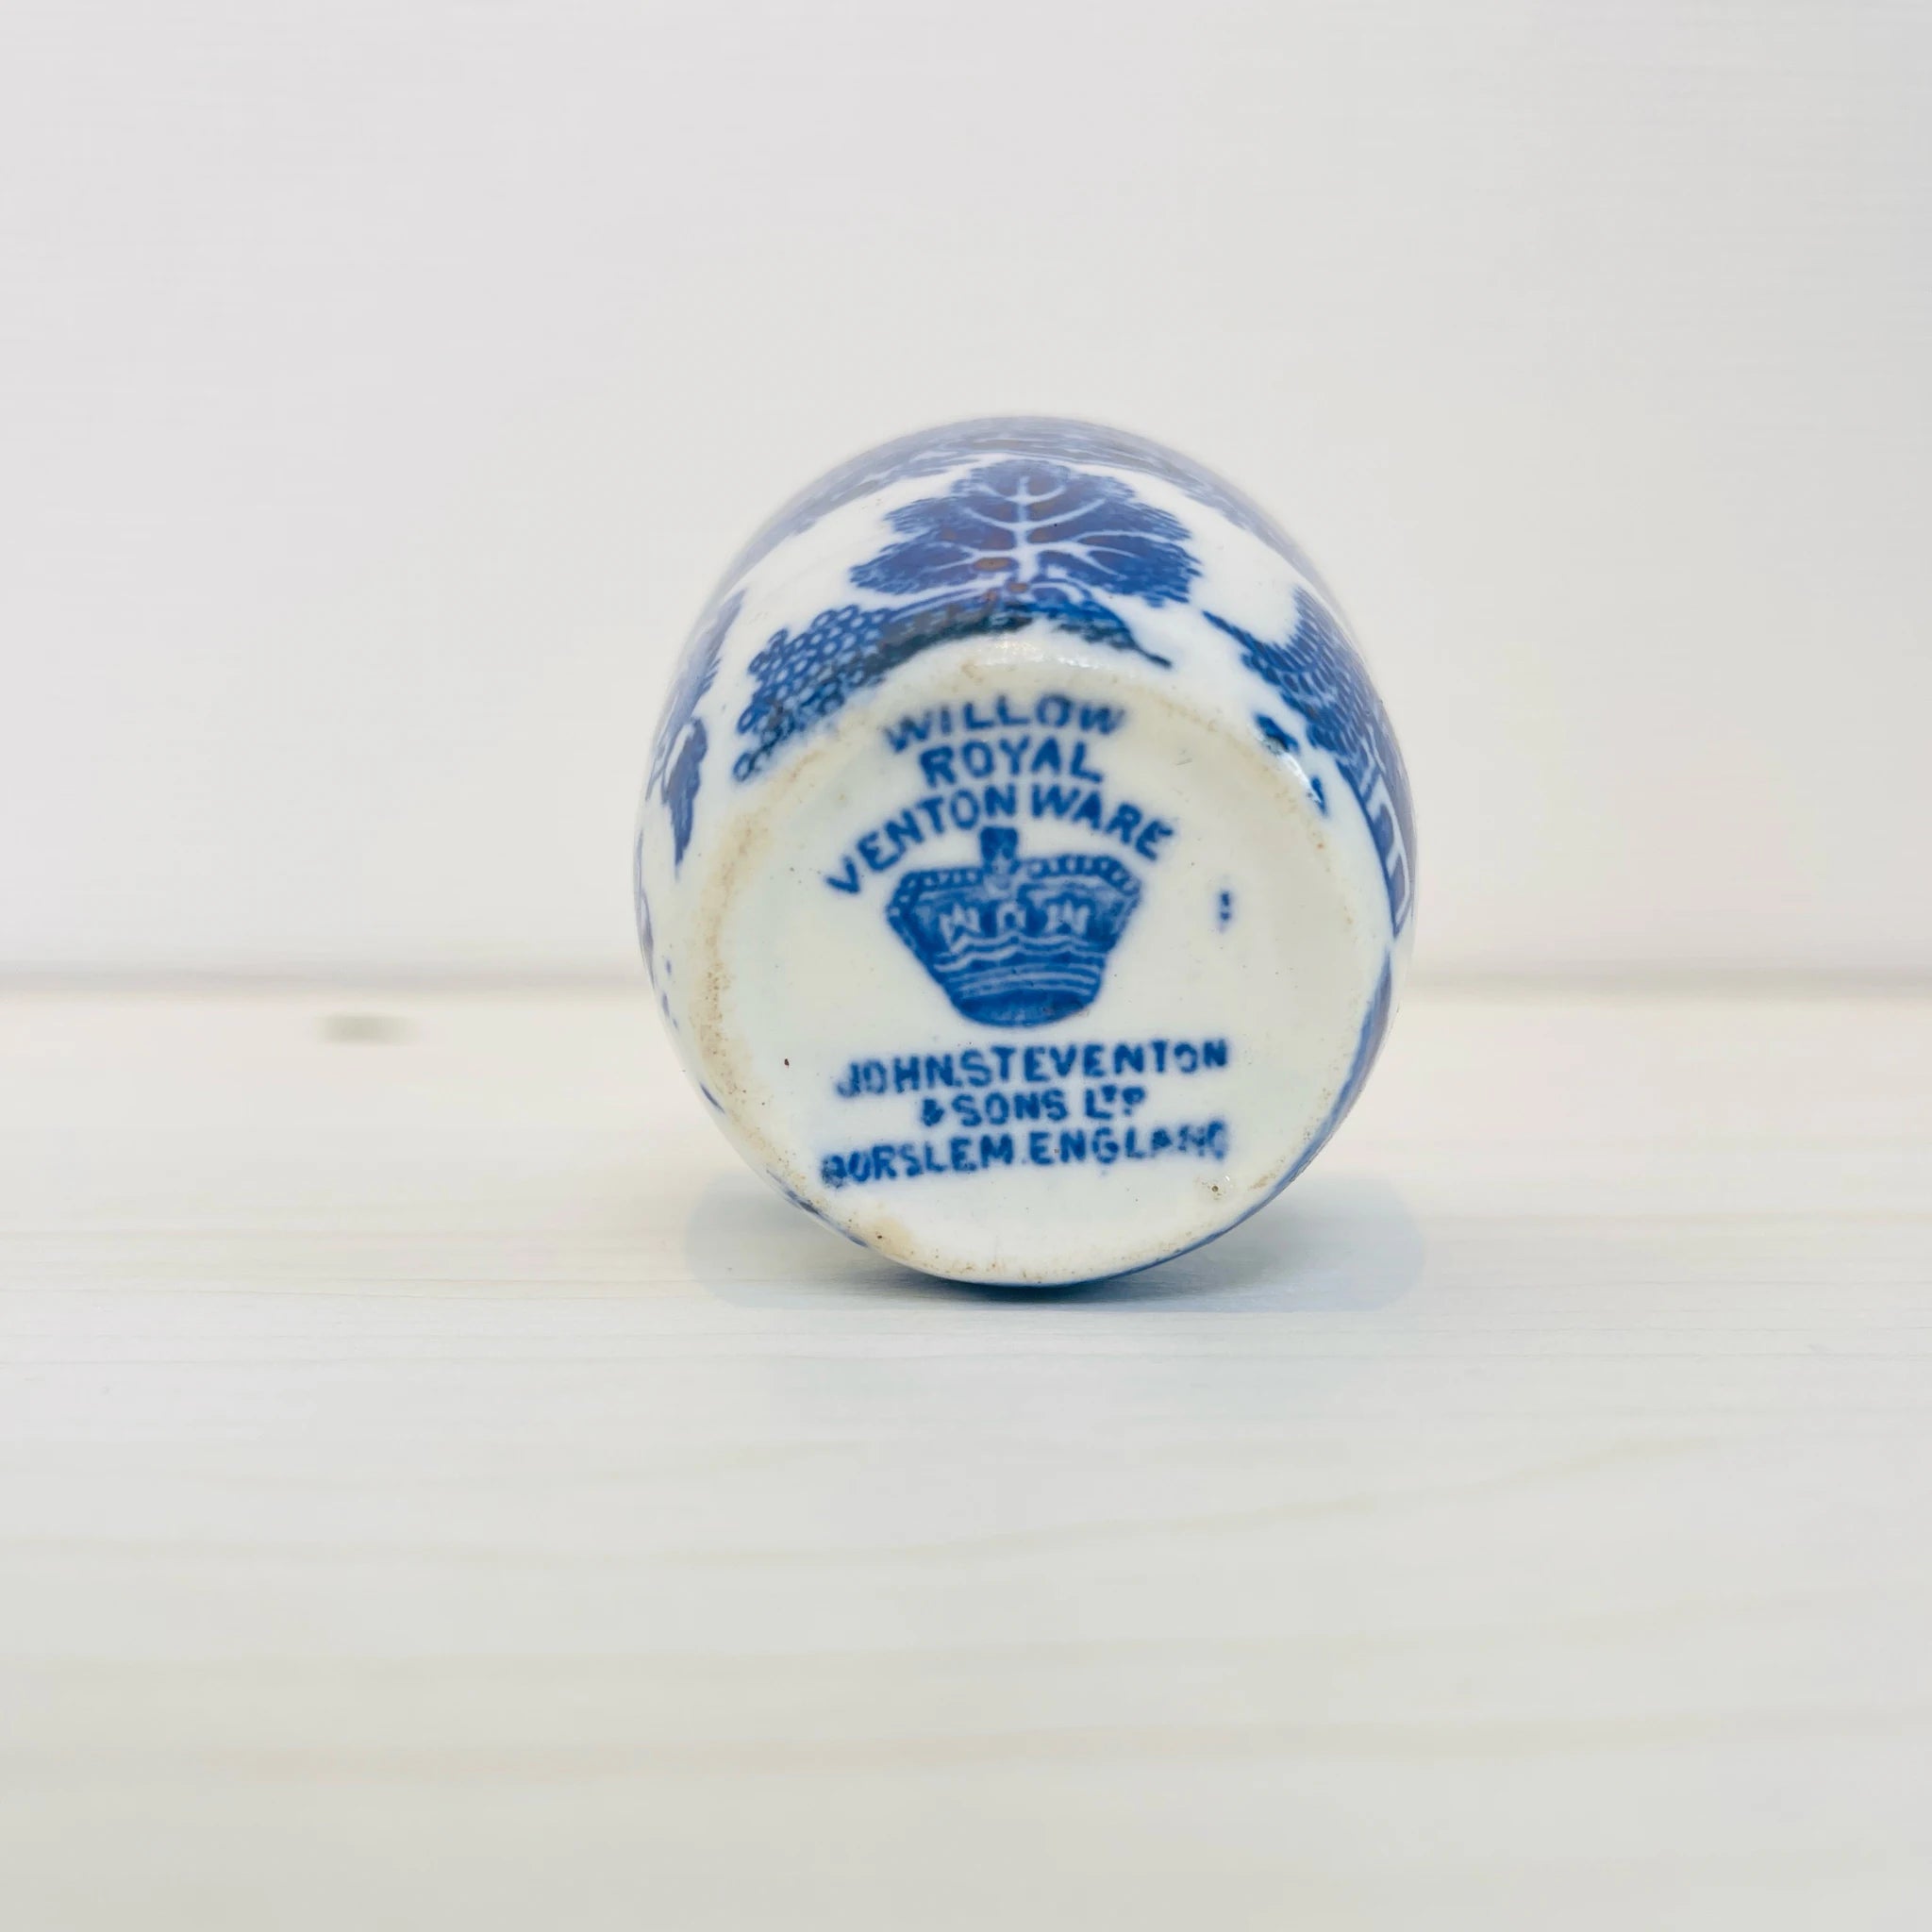 WILLOW
ROYAL
VENTON WARE
JOHN.STEVENTON
& SONS LTD
BURSLEM.ENGLAND